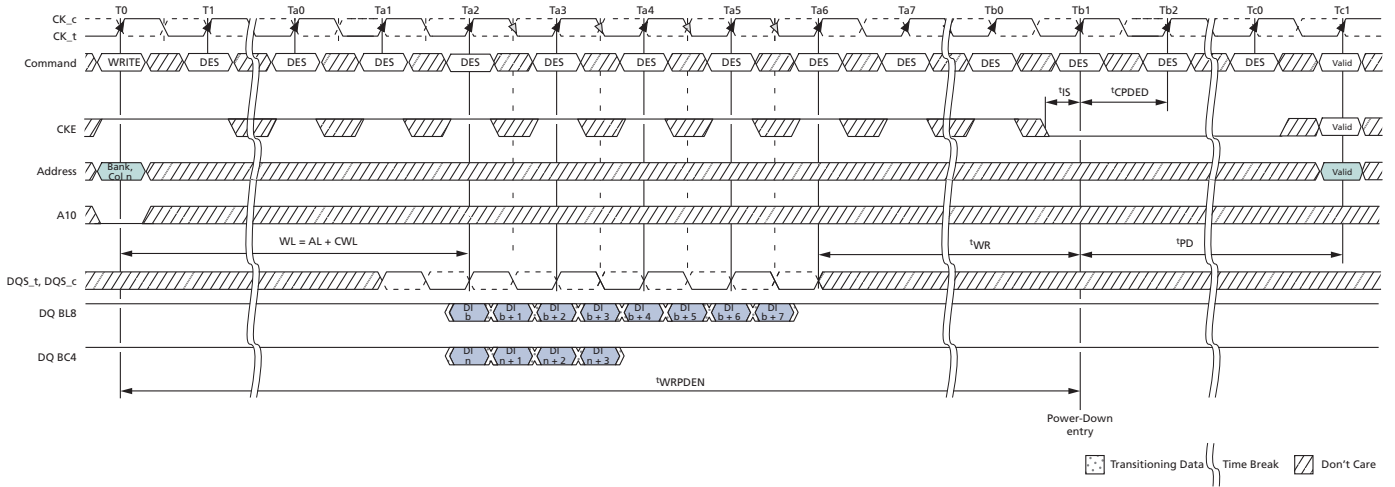 T0 T1 Ta0 Ta1 Ta2 Ta3 Ta4 Ta5 Ta6 Ta7 Tb0 Tb1 Tb2 Tc0 Tc1
CK_c
CK_t
Command WRITE DES DES DES DES DES DES DES DES DES DES DES DES DES Valid
tIS tCPDED
CKE Valid
Address Bank, Col n Valid
A10
WL = AL + CWL tWR tPD
DQS_t, DQS_c
DQ BL8 DI b DI b + 1 DI b + 2 DI b + 3 DI b + 4 DI b + 5 DI b + 6 DI b + 7
DQ BC4 DI n DI n + 1 DI n + 2 DI n + 3
tWRPDEN
Power-Down
entry
Transitioning Data Time Break Don't Care